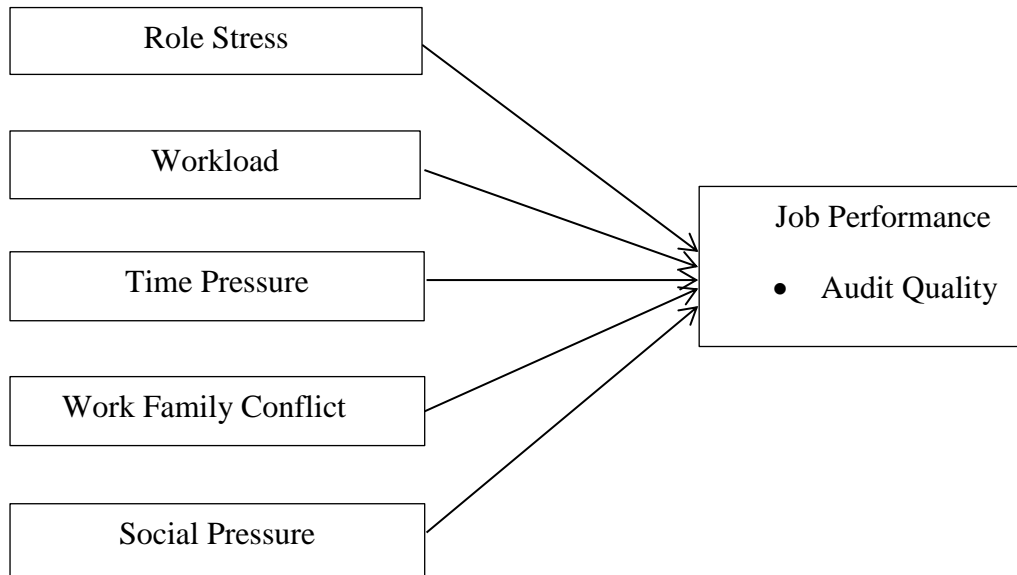 Role Stress
Workload
Time Pressure
Work Family Conflict
Social Pressure
Job Performance
• Audit Quality